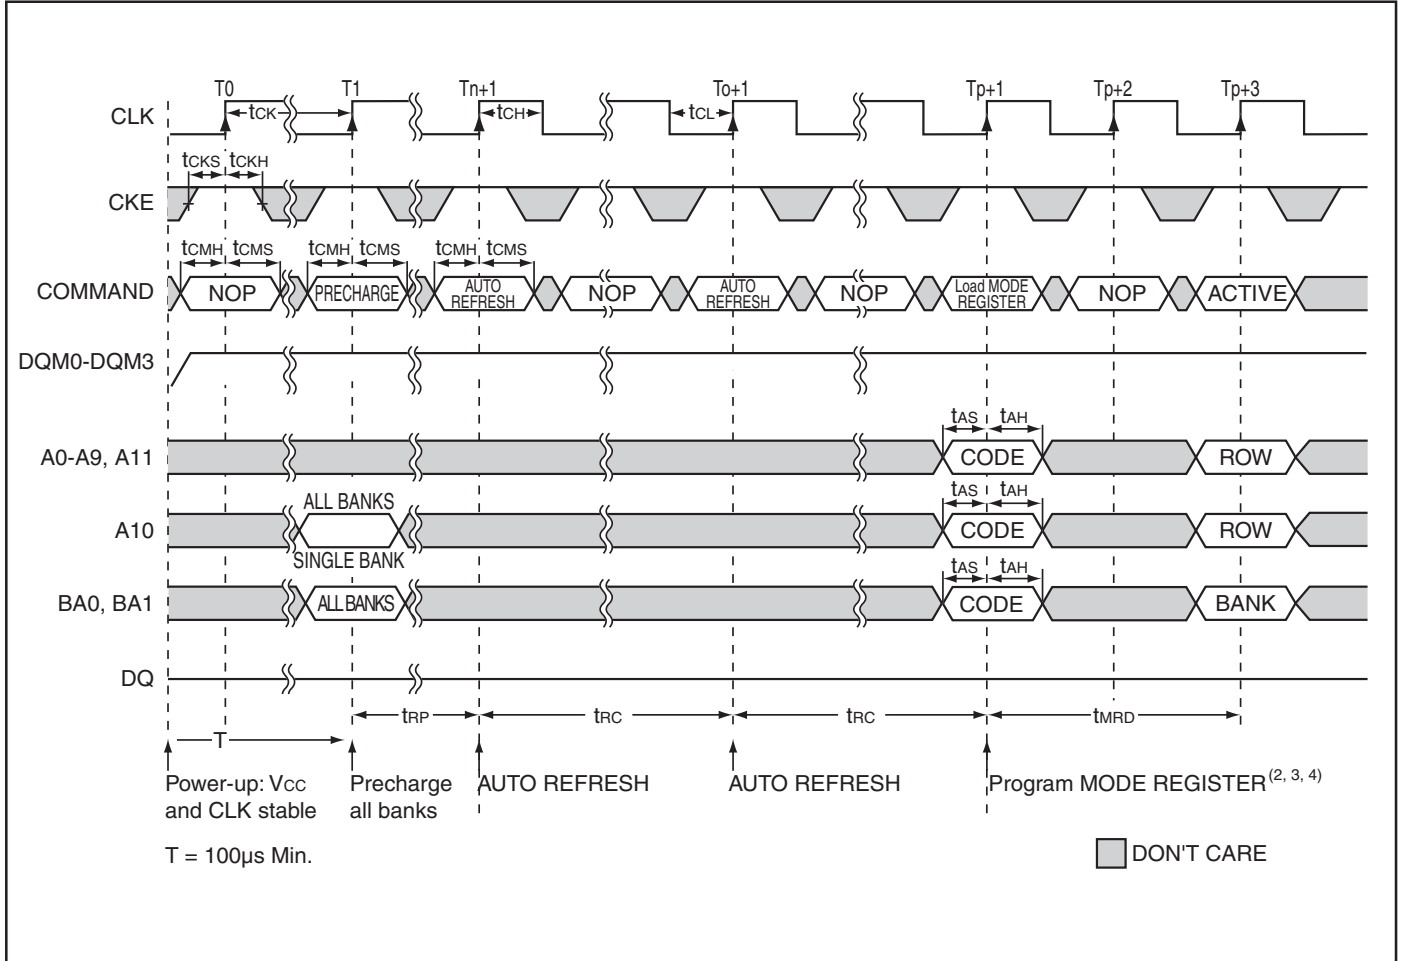 T0 T1 Tn+1 To+1 Tp+1 Tp+2 Tp+3
CLK tCK tCH tCL
tCKS tCKH
CKE
tCMH tCMS tCMH tCMS tCMH tCMS
COMMAND NOP PRECHARGE AUTO REFRESH NOP AUTO REFRESH NOP Load MODE REGISTER NOP ACTIVE
DQM0-DQM3
tAS tAH
A0-A9, A11 CODE ROW
ALL BANKS tAS tAH
A10 CODE ROW
SINGLE BANK tAS tAH
BA0, BA1 ALL BANKS CODE BANK
DQ
tRP tRC tRC tMRD
T
Power-up: VCC Precharge AUTO REFRESH AUTO REFRESH Program MODE REGISTER(2, 3, 4)
and CLK stable all banks
T = 100µs Min. DON'T CARE